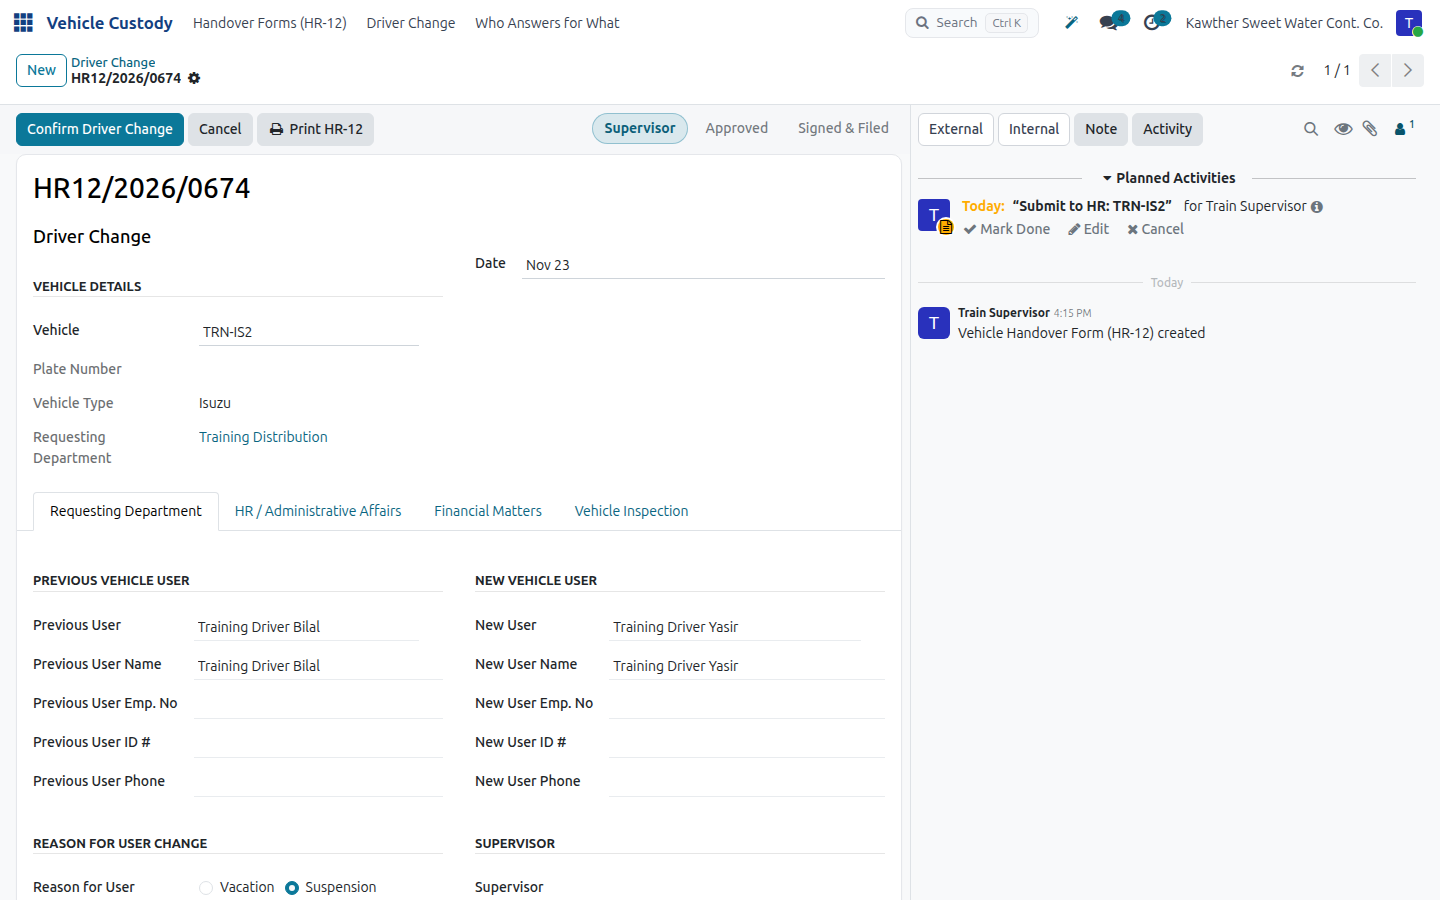 Vehicle Custody
Handover Forms (HR-12)
Driver Change
Who Answers for What
Search
Ctrl K
4
2
Kawther Sweet Water Cont. Co.
T
New
Driver Change
HR12/2026/0674
1 / 1
Confirm Driver Change
Cancel
Print HR-12
Supervisor
Approved
Signed & Filed
External
Internal
Note
Activity
1
HR12/2026/0674
Driver Change
Date
Nov 23
VEHICLE DETAILS
Vehicle
TRN-IS2
Plate Number
Vehicle Type
Isuzu
Requesting
Department
Training Distribution
Requesting Department
HR / Administrative Affairs
Financial Matters
Vehicle Inspection
PREVIOUS VEHICLE USER
Previous User
Training Driver Bilal
Previous User Name
Training Driver Bilal
Previous User Emp. No
Previous User ID #
Previous User Phone
NEW VEHICLE USER
New User
Training Driver Yasir
New User Name
Training Driver Yasir
New User Emp. No
New User ID #
New User Phone
REASON FOR USER CHANGE
Reason for User
Vacation
Suspension
SUPERVISOR
Supervisor
Planned Activities
T
Today:
“Submit to HR: TRN-IS2”
for Train Supervisor
Mark Done
Edit
Cancel
Today
T
Train Supervisor 4:15 PM
Vehicle Handover Form (HR-12) created